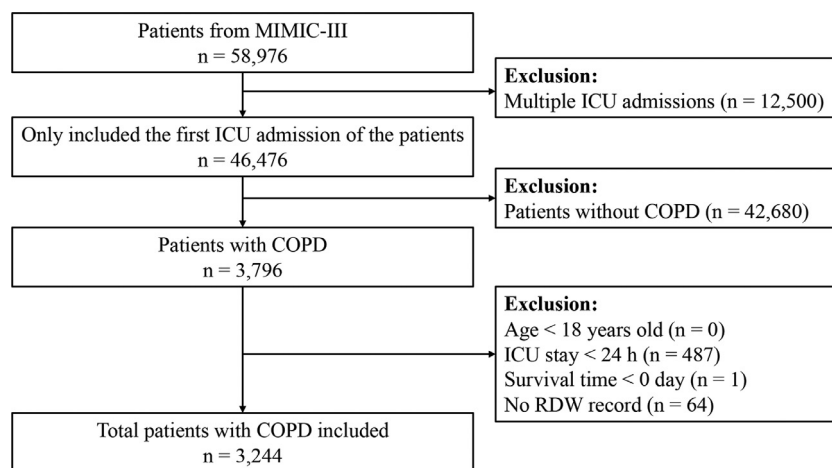 Patients from MIMIC-III
n = 58,976
Exclusion:
Multiple ICU admissions (n = 12,500)
Only included the first ICU admission of the patients
n = 46,476
Exclusion:
Patients without COPD (n = 42,680)
Patients with COPD
n = 3,796
Exclusion:
Age < 18 years old (n = 0)
ICU stay < 24 h (n = 487)
Survival time < 0 day (n = 1)
No RDW record (n = 64)
Total patients with COPD included
n = 3,244